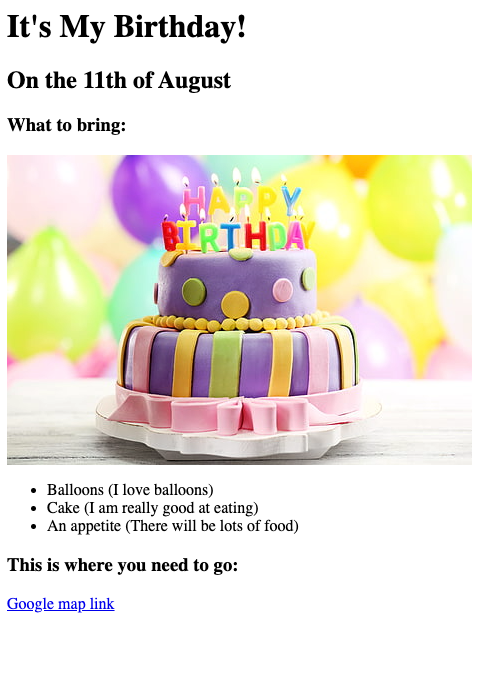 It's My Birthday!
On the 11th of August
What to bring:
HAPPY
BIRTHDAY
Balloons (I love balloons)
Cake (I am really good at eating)
An appetite (There will be lots of food)
This is where you need to go:
Google map link